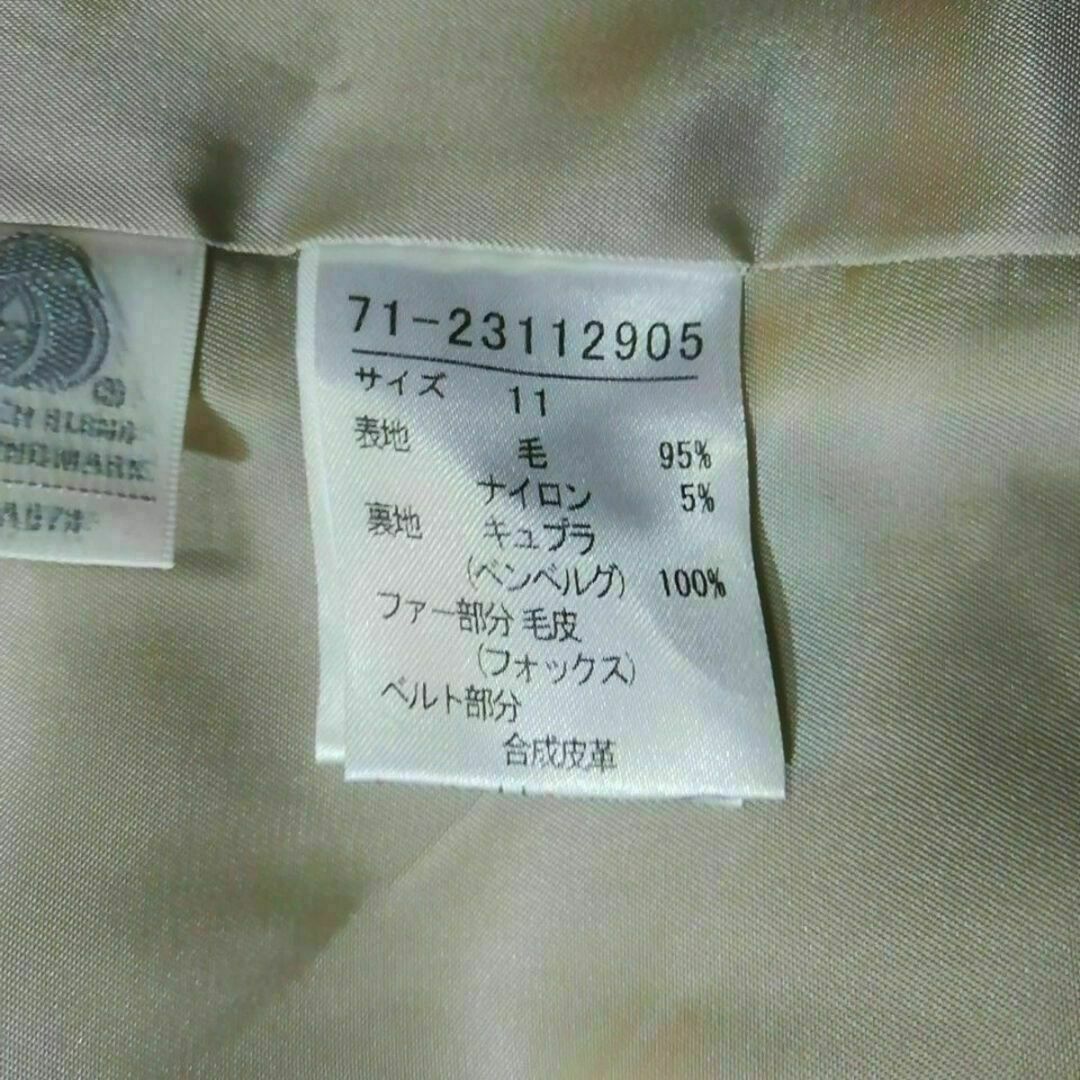 71-23112905
サイズ 11
表地 毛 95%
ナイロン 5%
裏地 キュプラ
(ベンベルグ) 100%
ファー部分 毛皮
(フォックス)
ベルト部分
合成皮革